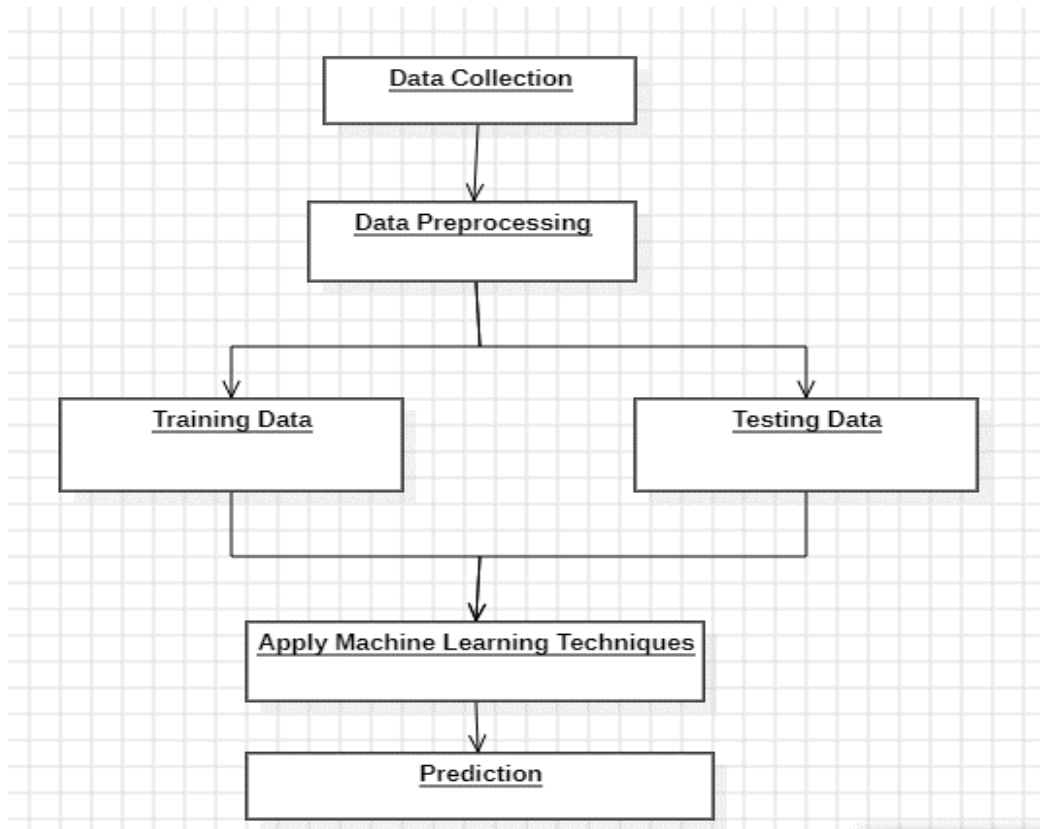 Data Collection
Data Preprocessing
Training Data
Testing Data
Apply Machine Learning Techniques
Prediction